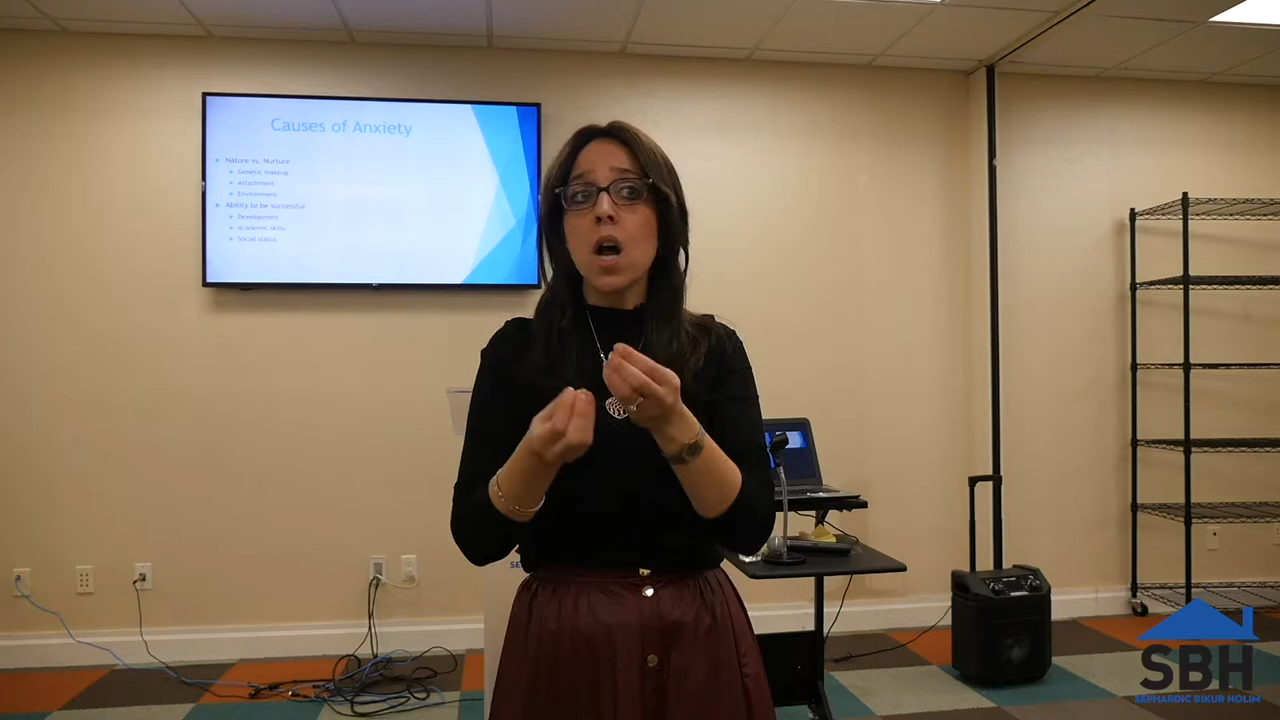 Causes of Anxiety
Nature vs. Nurture
Genetic makeup
Attachment
Environment
Ability to be successful
Development
Academic skills
Social status
SBH
SEPHARDIC BIKUR HOLIM